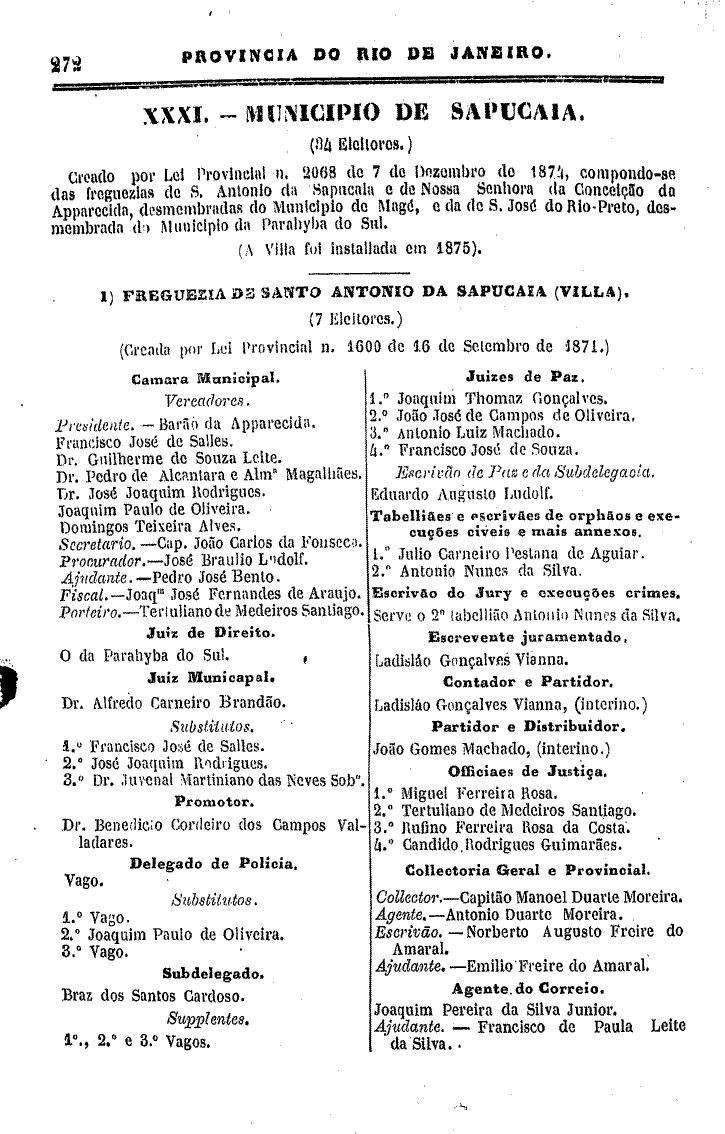 272 PROVINCIA DO RIO DE JANEIRO.
XXXI. – MUNICIPIO DE SAPUCAIA.
(34 Eleitores.)
Creado por Lei Provincial n. 2068 de 7 de Dezembro de 1874, compondo-se
das freguezias de S. Antonio da Sapucaia e de Nossa Senhora da Conceição da
Apparecida, desmembradas do Municipio de Magé, e da de S. José do Rio-Preto, des-
membrada do Municipio da Parahyba do Sul.
(A Villa foi installada em 1875).
1) FREGUEZIA DE SANTO ANTONIO DA SAPUCAIA (VILLA).
(7 Eleitores.)
(Creada por Lei Provincial n. 1600 de 16 de Setembro de 1871.)
Camara Municipal.
Vereadores.
Presidente. — Barão da Apparecida.
Francisco José de Salles.
Dr. Guilherme de Souza Leite.
Dr. Pedro de Alcantara e Almª Magalhães.
Dr. José Joaquim Rodrigues.
Joaquim Paulo de Oliveira.
Domingos Teixeira Alves.
Secretario. —Cap. João Carlos da Fonseca.
Procurador.—José Braulio Ludolf.
Ajudante.—Pedro José Bento.
Fiscal.—Joaqᵐ José Fernandes de Araujo.
Porteiro.—Tertuliano de Medeiros Santiago.
Juiz de Direito.
O da Parahyba do Sul.
Juiz Municapal.
Dr. Alfredo Carneiro Brandão.
Substitutos.
1.º Francisco José de Salles.
2.º José Joaquim Rodrigues.
3.º Dr. Juvenal Martiniano das Neves Sobº.
Promotor.
Dr. Benedicto Cordeiro dos Campos Val-
ladares.
Delegado de Policia.
Vago.
Substitutos.
1.º Vago.
2.º Joaquim Paulo de Oliveira.
3.º Vago.
Subdelegado.
Braz dos Santos Cardoso.
Supplentes.
1º., 2.º e 3.º Vagos.
Juizes de Paz.
1.º Joaquim Thomaz Gonçalves.
2.º João José de Campos de Oliveira.
3.º Antonio Luiz Machado.
4.º Francisco José de Souza.
Escrivão de Paz e da Subdelegacia.
Eduardo Augusto Ludolf.
Tabelliães e escrivães de orphãos e exe-
cuções civeis e mais annexos.
1.º Julio Carneiro Pestana de Aguiar.
2.º Antonio Nunes da Silva.
Escrivão do Jury e execuções crimes.
Serve o 2º tabellião Antonio Nunes da Silva.
Escrevente juramentado.
Ladisláo Gonçalves Vianna.
Contador e Partidor.
Ladisláo Gonçalves Vianna, (interino.)
Partidor e Distribuidor.
João Gomes Machado, (interino.)
Officiaes de Justiça.
1.º Miguel Ferreira Rosa.
2.º Tertuliano de Medeiros Santiago.
3.º Rufino Ferreira Rosa da Costa.
4.º Candido Rodrigues Guimarães.
Collectoria Geral e Provincial.
Collector.—Capitão Manoel Duarte Moreira.
Agente.—Antonio Duarte Moreira.
Escrivão. — Norberto Augusto Freire do
Amaral.
Ajudante. —Emilio Freire do Amaral.
Agente do Correio.
Joaquim Pereira da Silva Junior.
Ajudante. — Francisco de Paula Leite
da Silva.